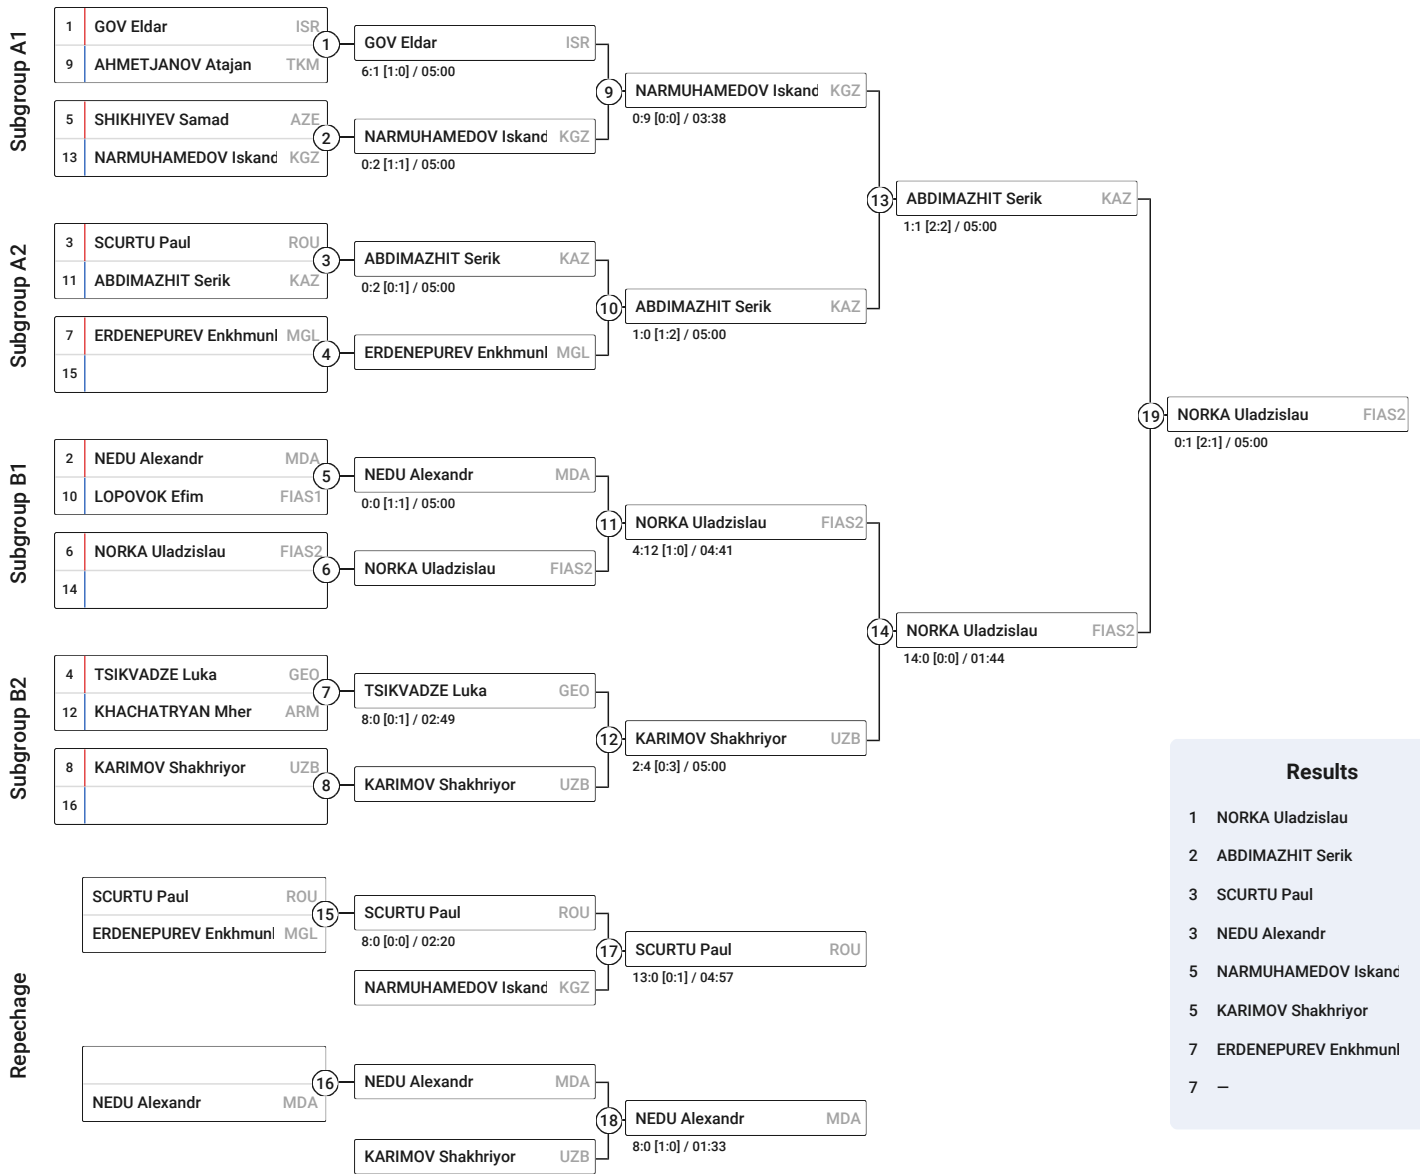 Subgroup A1
1 GOV Eldar ISR
9 AHMETJANOV Atajan TKM
1
5 SHIKHIYEV Samad AZE
13 NARMUHAMEDOV Iskand KGZ
2
GOV Eldar ISR
6:1 [1:0] / 05:00
NARMUHAMEDOV Iskand KGZ
0:2 [1:1] / 05:00
9
NARMUHAMEDOV Iskand KGZ
0:9 [0:0] / 03:38
Subgroup A2
3 SCURTU Paul ROU
11 ABDIMAZHIT Serik KAZ
3
7 ERDENEPUREV Enkhmunl MGL
15
4
ABDIMAZHIT Serik KAZ
0:2 [0:1] / 05:00
ERDENEPUREV Enkhmunl MGL
10
ABDIMAZHIT Serik KAZ
1:0 [1:2] / 05:00
13
ABDIMAZHIT Serik KAZ
1:1 [2:2] / 05:00
Subgroup B1
2 NEDU Alexandr MDA
10 LOPOVOK Efim FIAS1
5
6 NORKA Uladzislau FIAS2
14
6
NEDU Alexandr MDA
0:0 [1:1] / 05:00
NORKA Uladzislau FIAS2
11
NORKA Uladzislau FIAS2
4:12 [1:0] / 04:41
Subgroup B2
4 TSIKVADZE Luka GEO
12 KHACHATRYAN Mher ARM
7
8 KARIMOV Shakhriyor UZB
16
8
TSIKVADZE Luka GEO
8:0 [0:1] / 02:49
KARIMOV Shakhriyor UZB
12
KARIMOV Shakhriyor UZB
2:4 [0:3] / 05:00
14
NORKA Uladzislau FIAS2
14:0 [0:0] / 01:44
19
NORKA Uladzislau FIAS2
0:1 [2:1] / 05:00
Repechage
SCURTU Paul ROU
ERDENEPUREV Enkhmunl MGL
15
SCURTU Paul ROU
8:0 [0:0] / 02:20
NARMUHAMEDOV Iskand KGZ
17
SCURTU Paul ROU
13:0 [0:1] / 04:57
NEDU Alexandr MDA
16
NEDU Alexandr MDA
KARIMOV Shakhriyor UZB
18
NEDU Alexandr MDA
8:0 [1:0] / 01:33
Results
1 NORKA Uladzislau
2 ABDIMAZHIT Serik
3 SCURTU Paul
3 NEDU Alexandr
5 NARMUHAMEDOV Iskand
5 KARIMOV Shakhriyor
7 ERDENEPUREV Enkhmunl
7 —